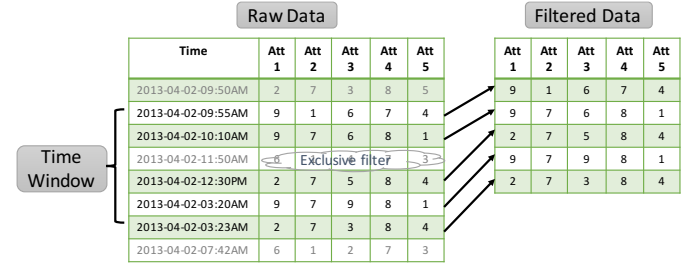 Raw Data
Filtered Data
Time Att 1 Att 2 Att 3 Att 4 Att 5
2013-04-02-09:50AM 2 7 3 8 5
2013-04-02-09:55AM 9 1 6 7 4
2013-04-02-10:10AM 9 7 6 8 1
2013-04-02-11:50AM Exclusive filter 3
2013-04-02-12:30PM 2 7 5 8 4
2013-04-02-03:20AM 9 7 9 8 1
2013-04-02-03:23AM 2 7 3 8 4
2013-04-02-07:42AM 6 1 2 7 3
Time
Window
Att 1 Att 2 Att 3 Att 4 Att 5
9 1 6 7 4
9 7 6 8 1
2 7 5 8 4
9 7 9 8 1
2 7 3 8 4